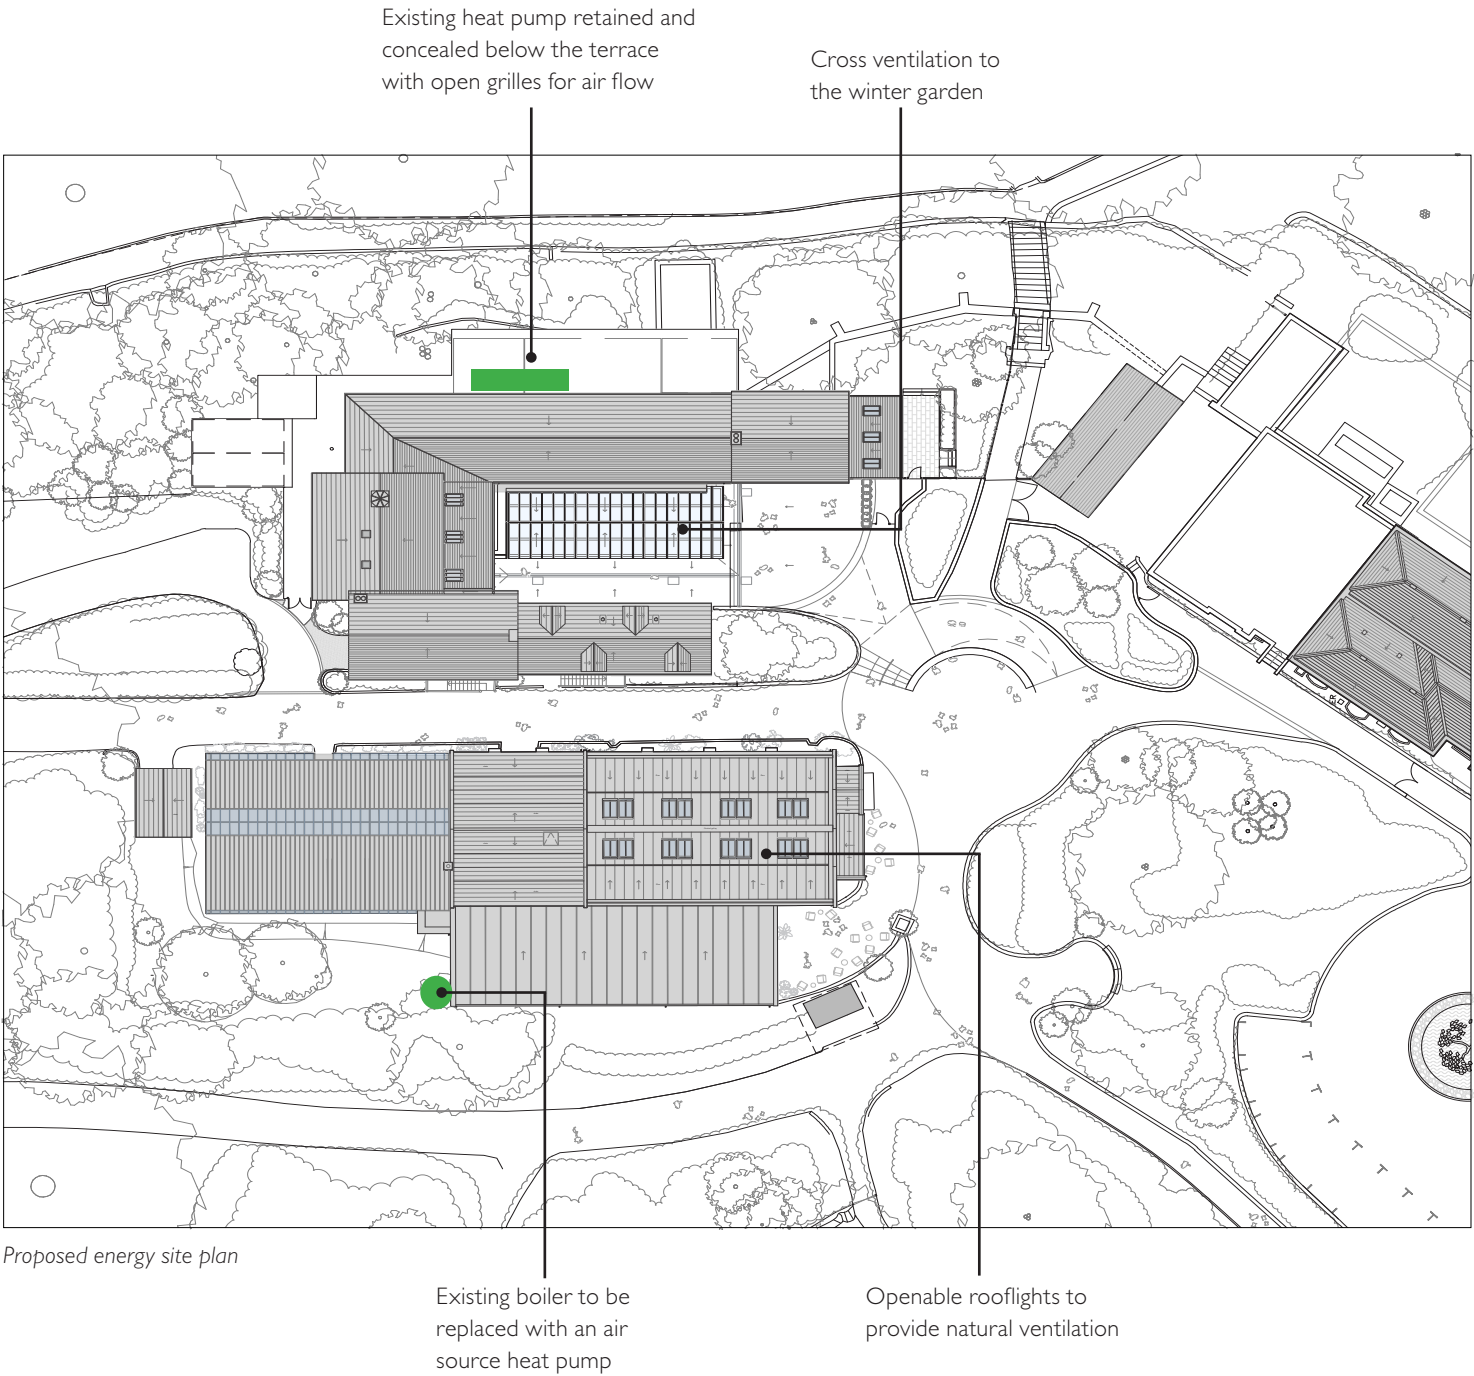 Existing heat pump retained and
concealed below the terrace
with open grilles for air flow
Cross ventilation to
the winter garden
Proposed energy site plan
Existing boiler to be
replaced with an air
source heat pump
Openable rooflights to
provide natural ventilation